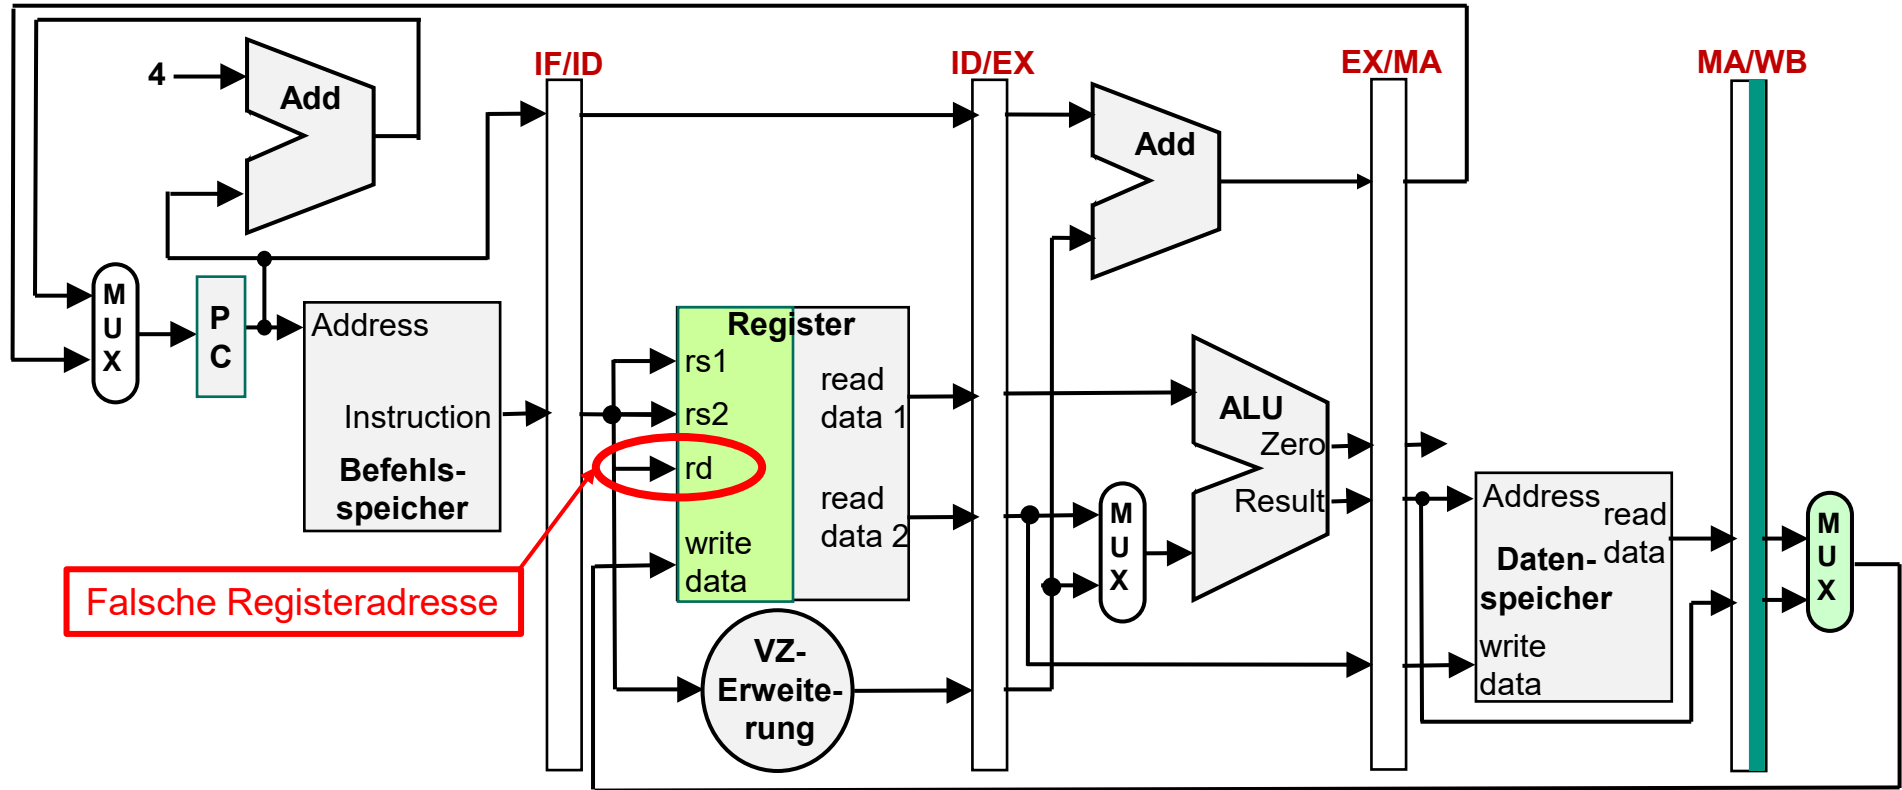 IF/ID
ID/EX
EX/MA
MA/WB
4
Add
Add
M
U
X
P
C
Address
Instruction
Befehls-
speicher
Register
rs1
rs2
rd
write
data
read
data 1
read
data 2
Falsche Registeradresse
VZ-
Erweite-
rung
M
U
X
ALU
Zero
Result
Address
read
data
Daten-
speicher
write
data
M
U
X